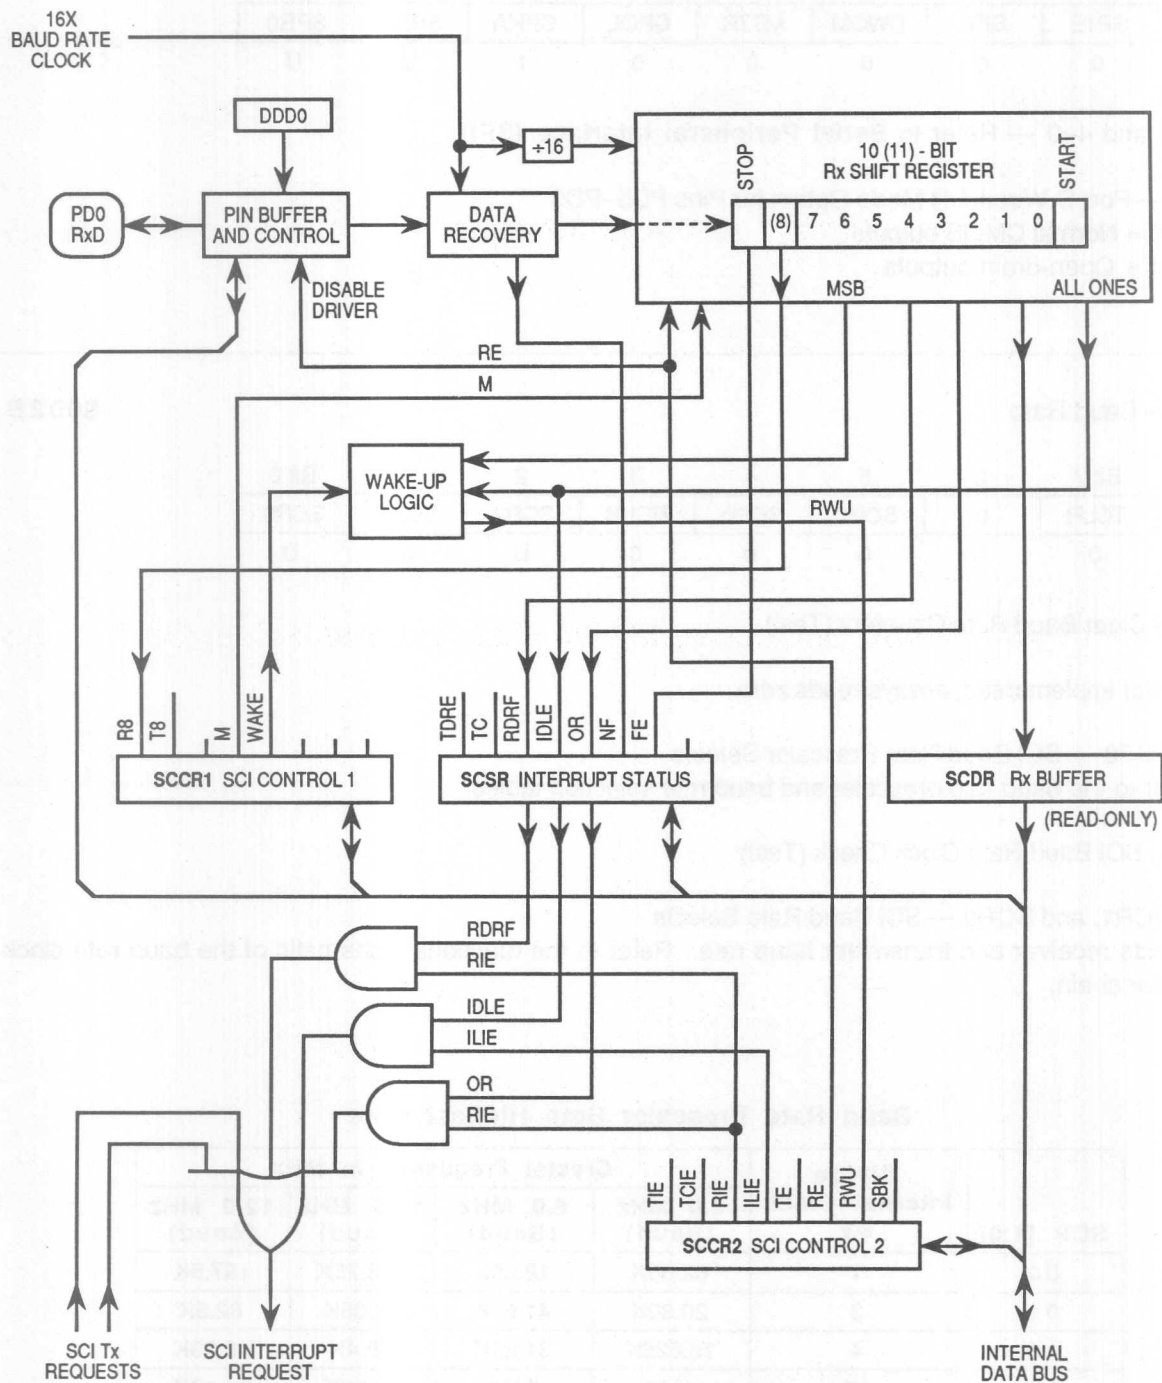 16X
BAUD RATE
CLOCK
DDD0
÷16
10 (11) - BIT
Rx SHIFT REGISTER
STOP
START
(8) 7 6 5 4 3 2 1 0
PD0
RxD
PIN BUFFER
AND CONTROL
DATA
RECOVERY
DISABLE
DRIVER
MSB
ALL ONES
RE
M
WAKE-UP
LOGIC
RWU
R8
T8
M
WAKE
TDRE
TC
RDRF
IDLE
OR
NF
FE
SCCR1 SCI CONTROL 1
SCSR INTERRUPT STATUS
SCDR Rx BUFFER
(READ-ONLY)
RDRF
RIE
IDLE
ILIE
OR
RIE
TIE
TCIE
RIE
ILIE
TE
RE
RWU
SBK
SCCR2 SCI CONTROL 2
SCI Tx
REQUESTS
SCI INTERRUPT
REQUEST
INTERNAL
DATA BUS